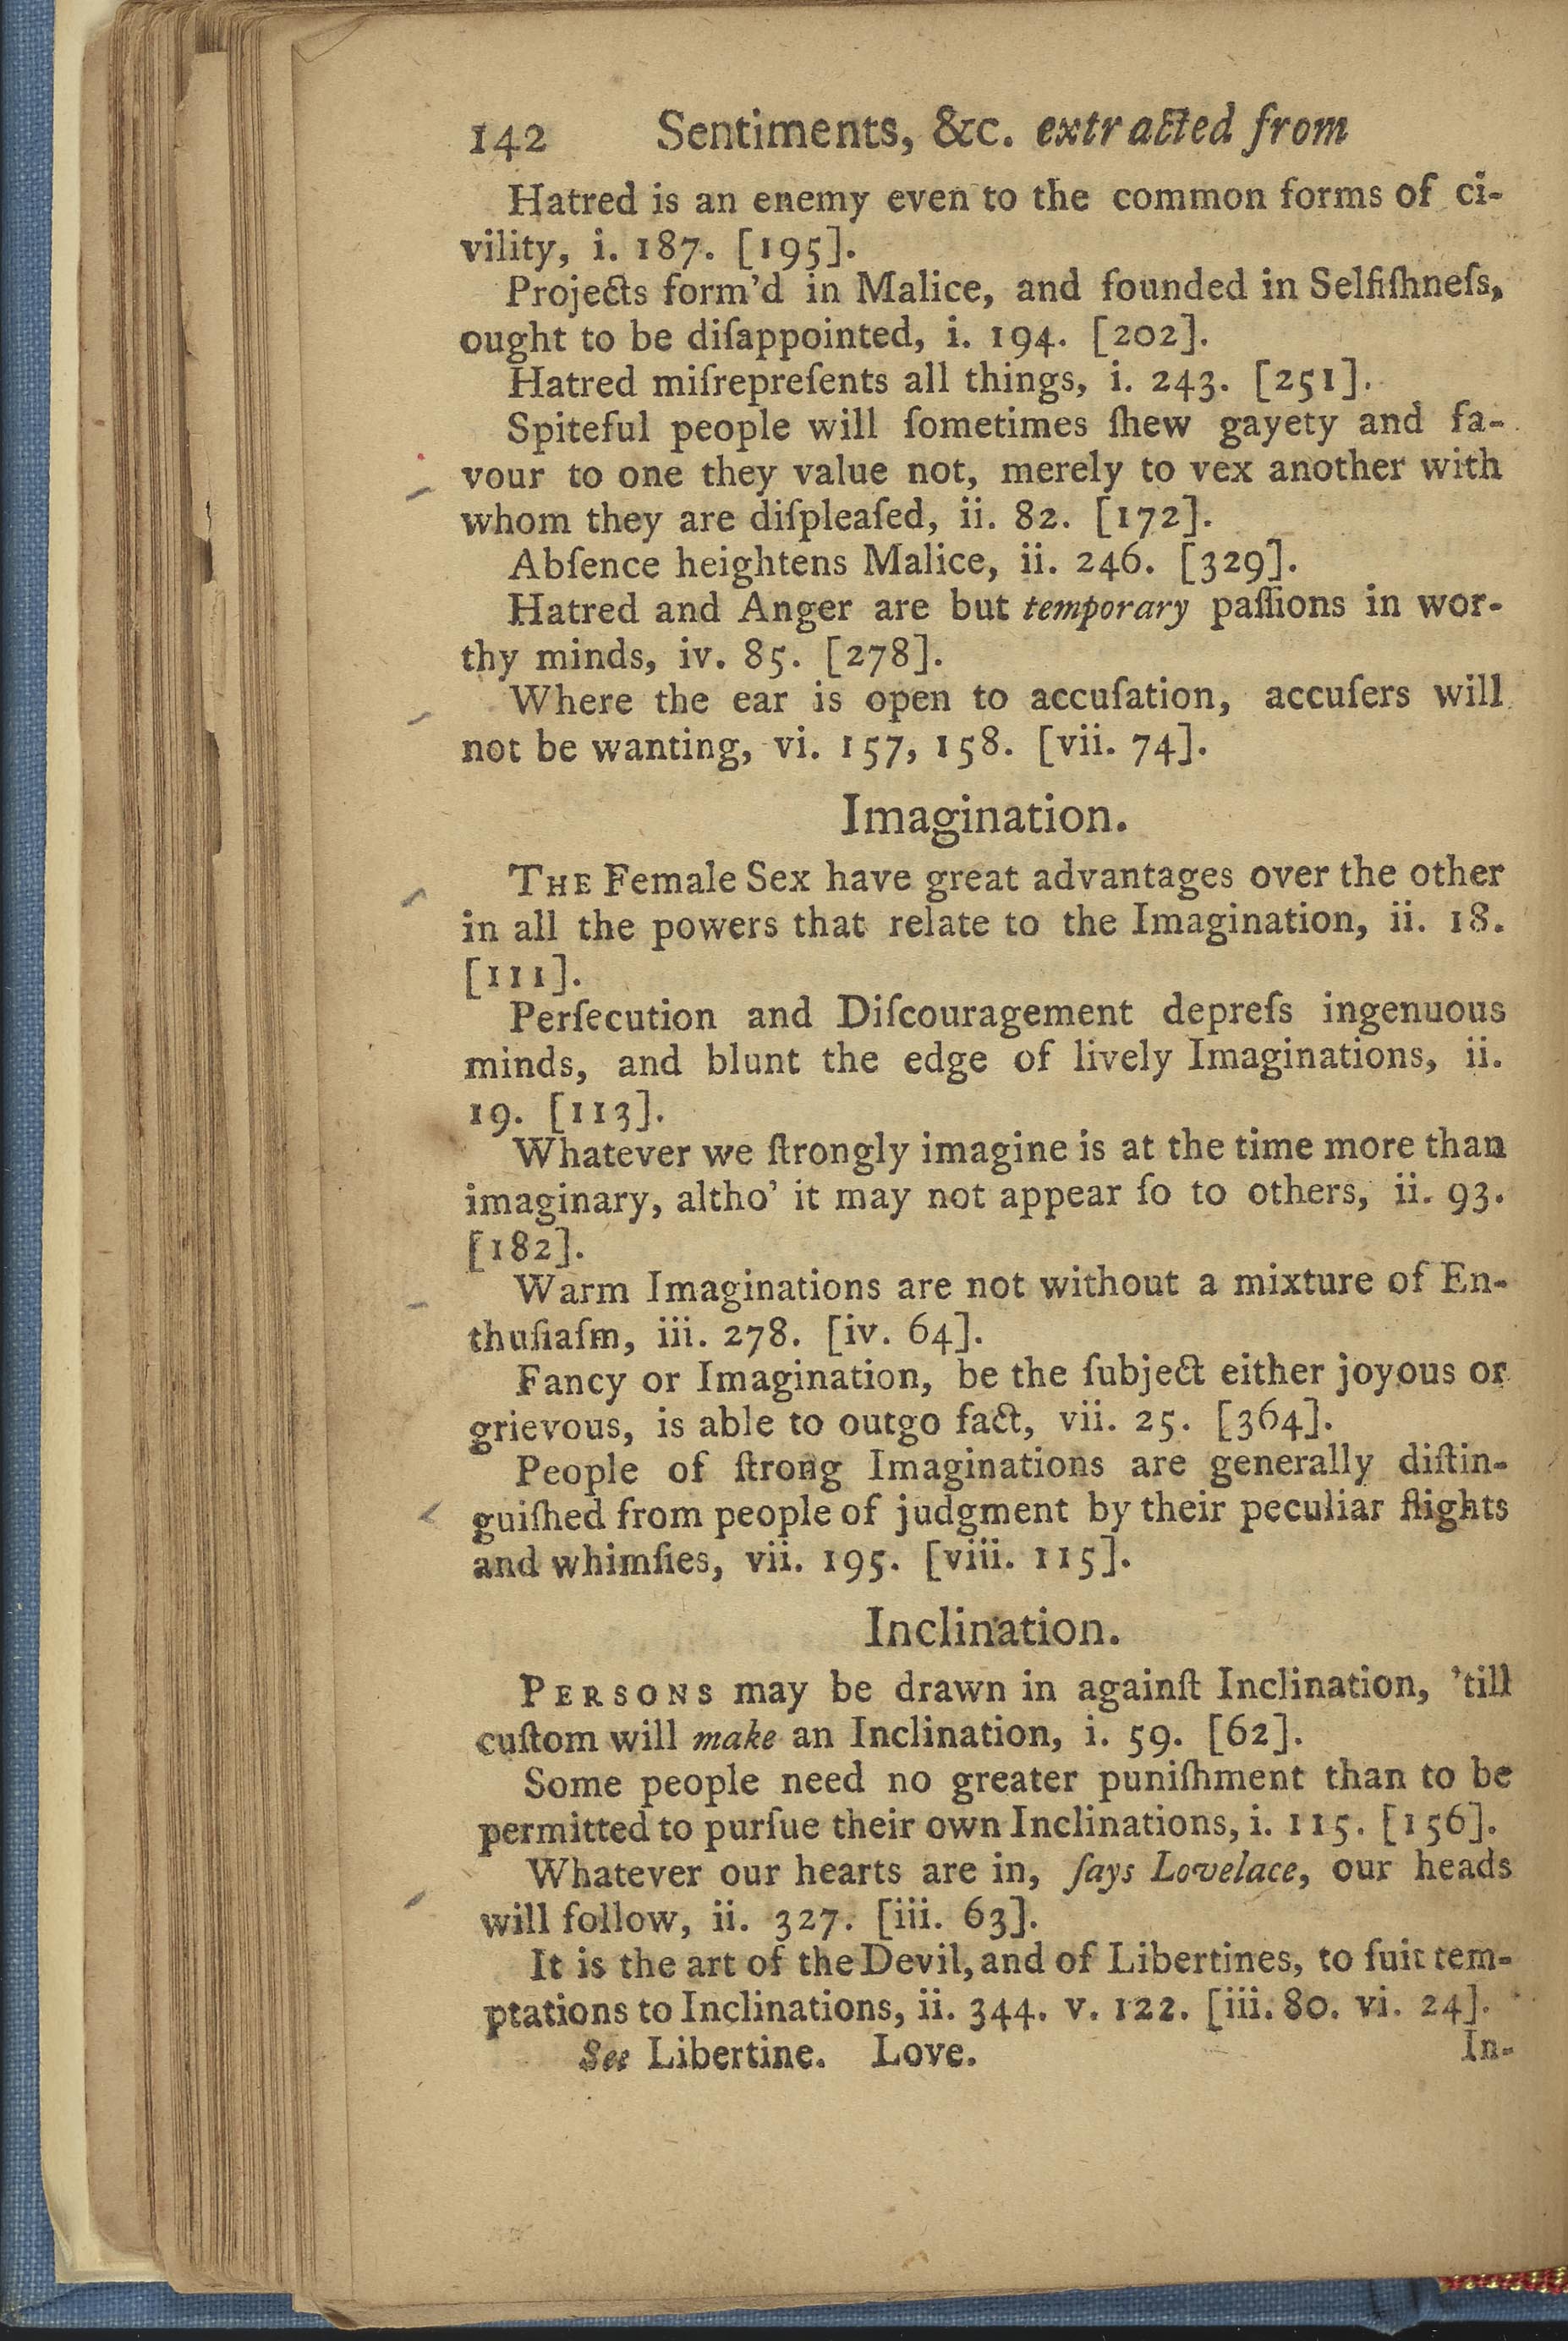 142 Sentiments, &c. extracted from
Hatred is an enemy even to the common forms of ci-
vility, i. 187. [195].
Projects form'd in Malice, and founded in Selfiſhneſs,
ought to be diſappointed, i. 194. [202].
Hatred miſrepreſents all things, i. 243. [251].
Spiteful people will ſometimes ſhew gayety and fa-
vour to one they value not, merely to vex another with
whom they are diſpleaſed, ii. 82. [172].
Abſence heightens Malice, ii. 246. [329].
Hatred and Anger are but temporary paſſions in wor-
thy minds, iv. 85. [278].
Where the ear is open to accuſation, accuſers will
not be wanting, vi. 157, 158. [vii. 74].
Imagination.
THE Female Sex have great advantages over the other
in all the powers that relate to the Imagination, ii. 18.
[111].
Perſecution and Diſcouragement depreſs ingenuous
minds, and blunt the edge of lively Imaginations, ii.
19. [113].
Whatever we ſtrongly imagine is at the time more than
imaginary, altho' it may not appear ſo to others, ii. 93.
[182].
Warm Imaginations are not without a mixture of En-
thuſiaſm, iii. 278. [iv. 64].
Fancy or Imagination, be the ſubject either joyous or
grievous, is able to outgo fact, vii. 25. [364].
People of ſtrong Imaginations are generally diſtin-
guiſhed from people of judgment by their peculiar flights
and whimſies, vii. 195. [viii. 115].
Inclination.
PERSONS may be drawn in againſt Inclination, 'till
cuſtom will make an Inclination, i. 59. [62].
Some people need no greater puniſhment than to be
permitted to purſue their own Inclinations, i. 115. [156].
Whatever our hearts are in, ſays Lovelace, our heads
will follow, ii. 327. [iii. 63].
It is the art of the Devil, and of Libertines, to ſuit tem-
ptations to Inclinations, ii. 344. v. 122. [iii. 80. vi. 24].
See Libertine. Love. In-